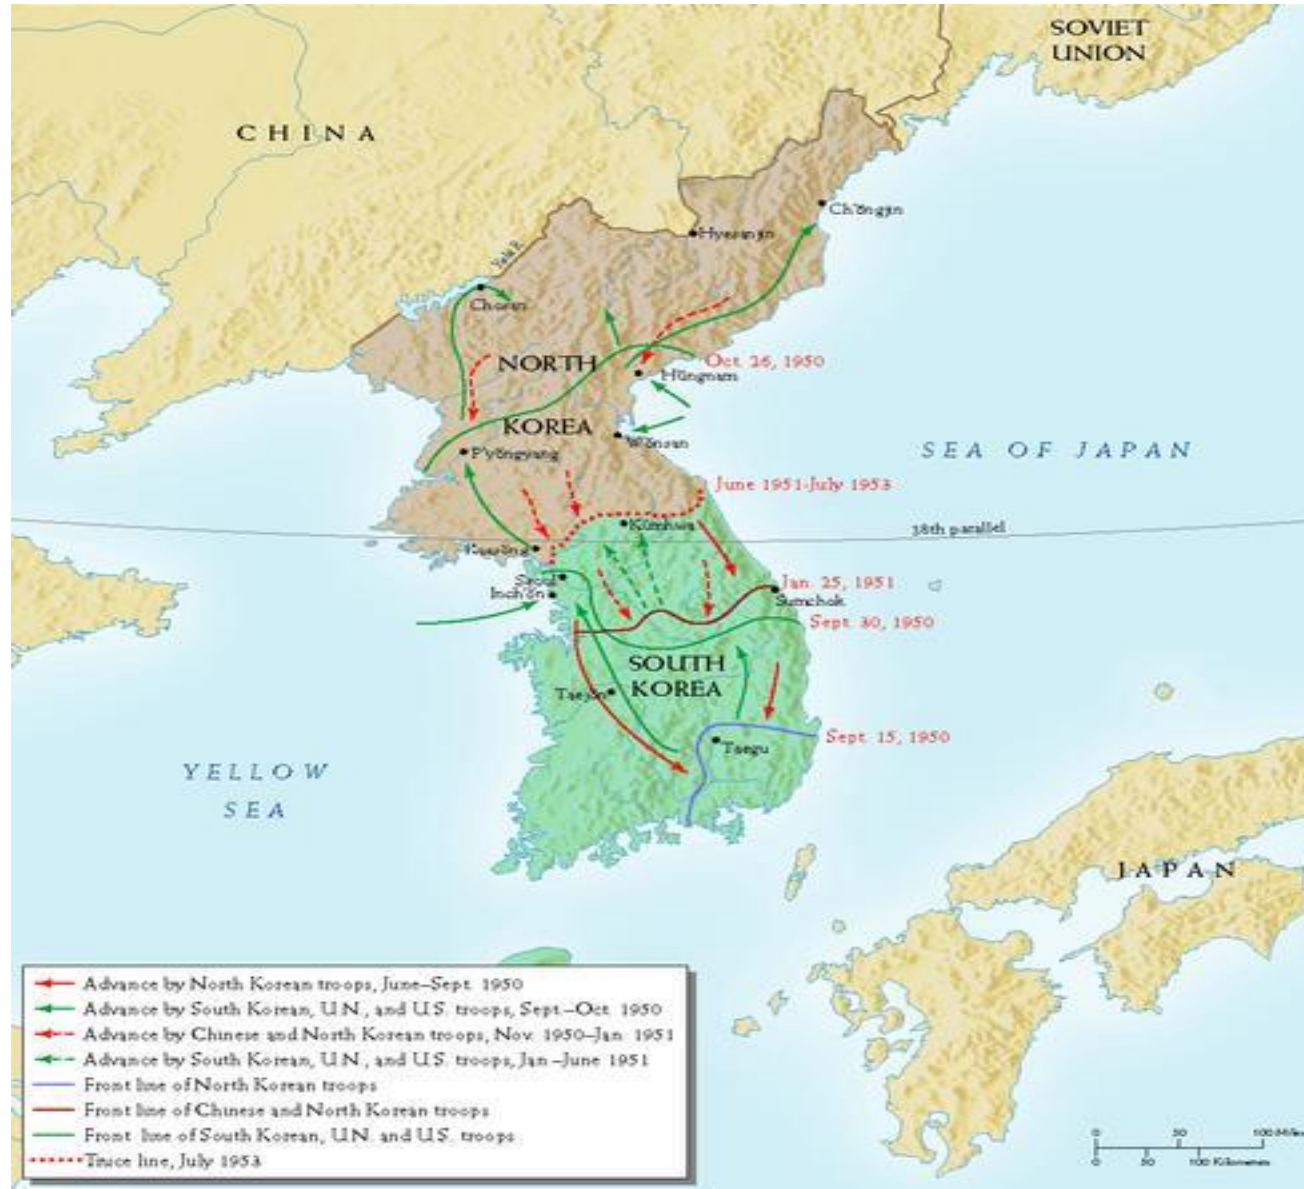 SOVIET
UNION
CHINA
Ch'ŏngjin
Hyesanjin
Yalu R.
Chosan
NORTH
KOREA
Oct. 26, 1950
Hŭngnam
Wŏnsan
P'yŏngyang
SEA OF JAPAN
June 1951-July 1953
38th parallel
Kŭmhwa
Kaesŏng
Seoul
Inch'ŏn
Jan. 25, 1951
Sumchok
Sept. 30, 1950
SOUTH
KOREA
Taejŏn
Sept. 15, 1950
Taegu
YELLOW
SEA
JAPAN
Advance by North Korean troops, June–Sept. 1950
Advance by South Korean, U.N., and U.S. troops, Sept.–Oct. 1950
Advance by Chinese and North Korean troops, Nov. 1950–Jan. 1951
Advance by South Korean, U.N., and U.S. troops, Jan.–June 1951
Front line of North Korean troops
Front line of Chinese and North Korean troops
Front line of South Korean, U.N. and U.S. troops
Truce line, July 1953
0 50 100 Miles
0 50 100 Kilometers